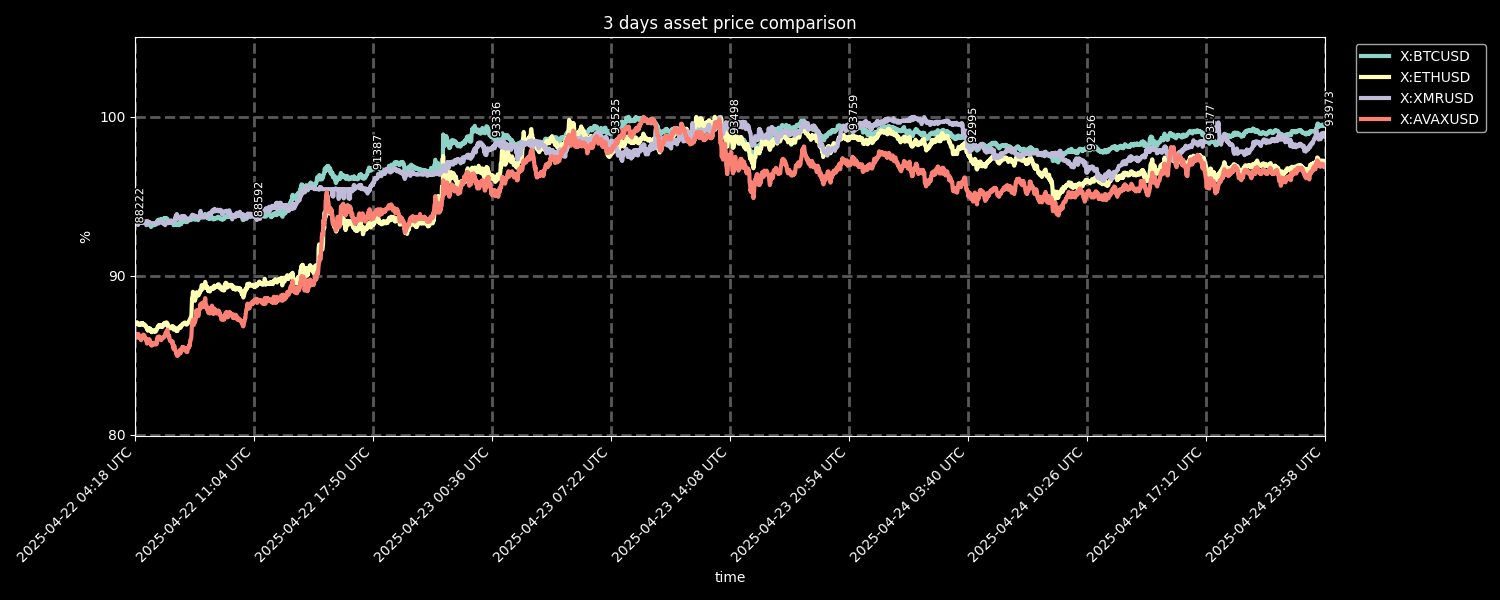 3 days asset price comparison
X:BTCUSD
X:ETHUSD
X:XMRUSD
X:AVAXUSD
100
90
80
%
88222
88592
91387
93336
93525
93498
93759
92995
92556
93177
93973
2025-04-22 04:18 UTC
2025-04-22 11:04 UTC
2025-04-22 17:50 UTC
2025-04-23 00:36 UTC
2025-04-23 07:22 UTC
2025-04-23 14:08 UTC
2025-04-23 20:54 UTC
2025-04-24 03:40 UTC
2025-04-24 10:26 UTC
2025-04-24 17:12 UTC
2025-04-24 23:58 UTC
time